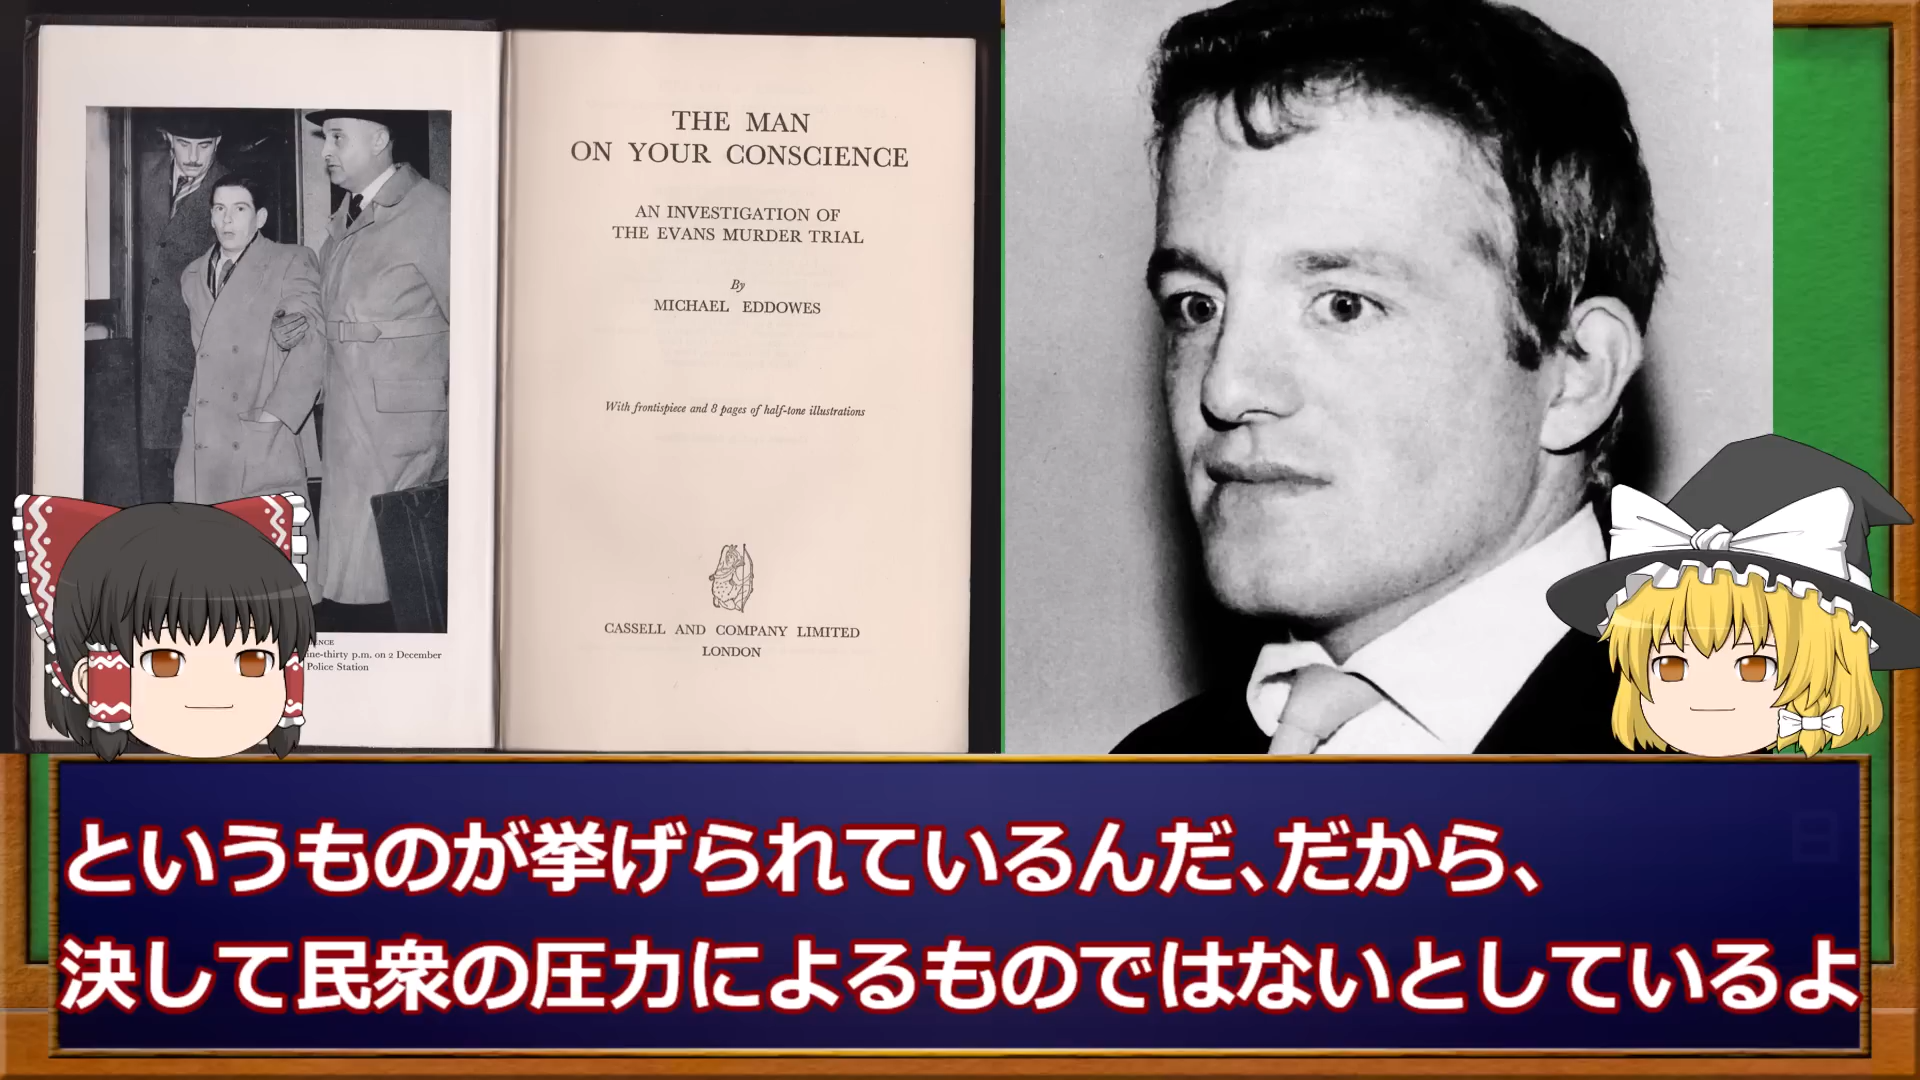 THE MAN
ON YOUR CONSCIENCE
AN INVESTIGATION OF
THE EVANS MURDER TRIAL
By
MICHAEL EDDOWES
With frontispiece and 8 pages of half-tone illustrations
CASSELL AND COMPANY LIMITED
LONDON
p.m. on 2 December
Police Station
というものが挙げられているんだ、だから、
決して民衆の圧力によるものではないとしているよ